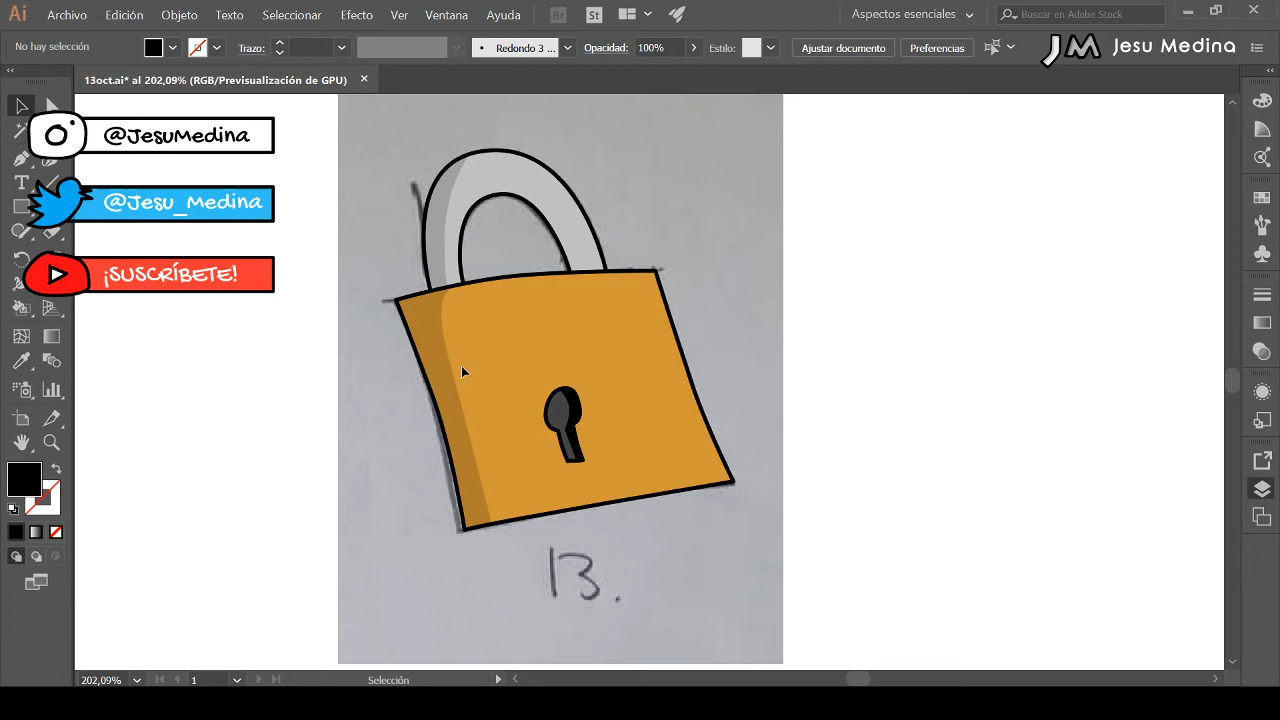 Ai Archivo Edición Objeto Texto Seleccionar Efecto Ver Ventana Ayuda Br St Aspectos esenciales Buscar en Adobe Stock
No hay selección Trazo: Redondo 3 ... Opacidad: 100% Estilo: Ajustar documento Preferencias
JM Jesu Medina
13oct.ai* al 202,09% (RGB/Previsualización de GPU)
@JesuMedina
@Jesu_Medina
¡SUSCRÍBETE!
13.
202,09% 1 Selección